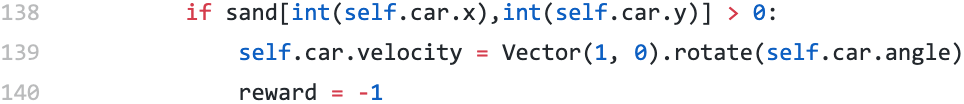 138 if sand[int(self.car.x),int(self.car.y)] > 0:
139 self.car.velocity = Vector(1, 0).rotate(self.car.angle)
140 reward = -1